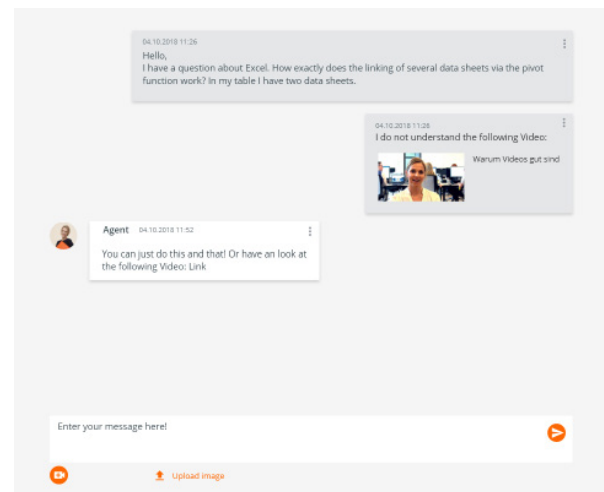 04.10.2018 11:26
Hello,
I have a question about Excel. How exactly does the linking of several data sheets via the pivot
function work? In my table I have two data sheets.
04.10.2018 11:26
I do not understand the following Video:
Warum Videos gut sind
Agent 04.10.2018 11:52
You can just do this and that! Or have an look at
the following Video: Link
Enter your message here!
Upload image